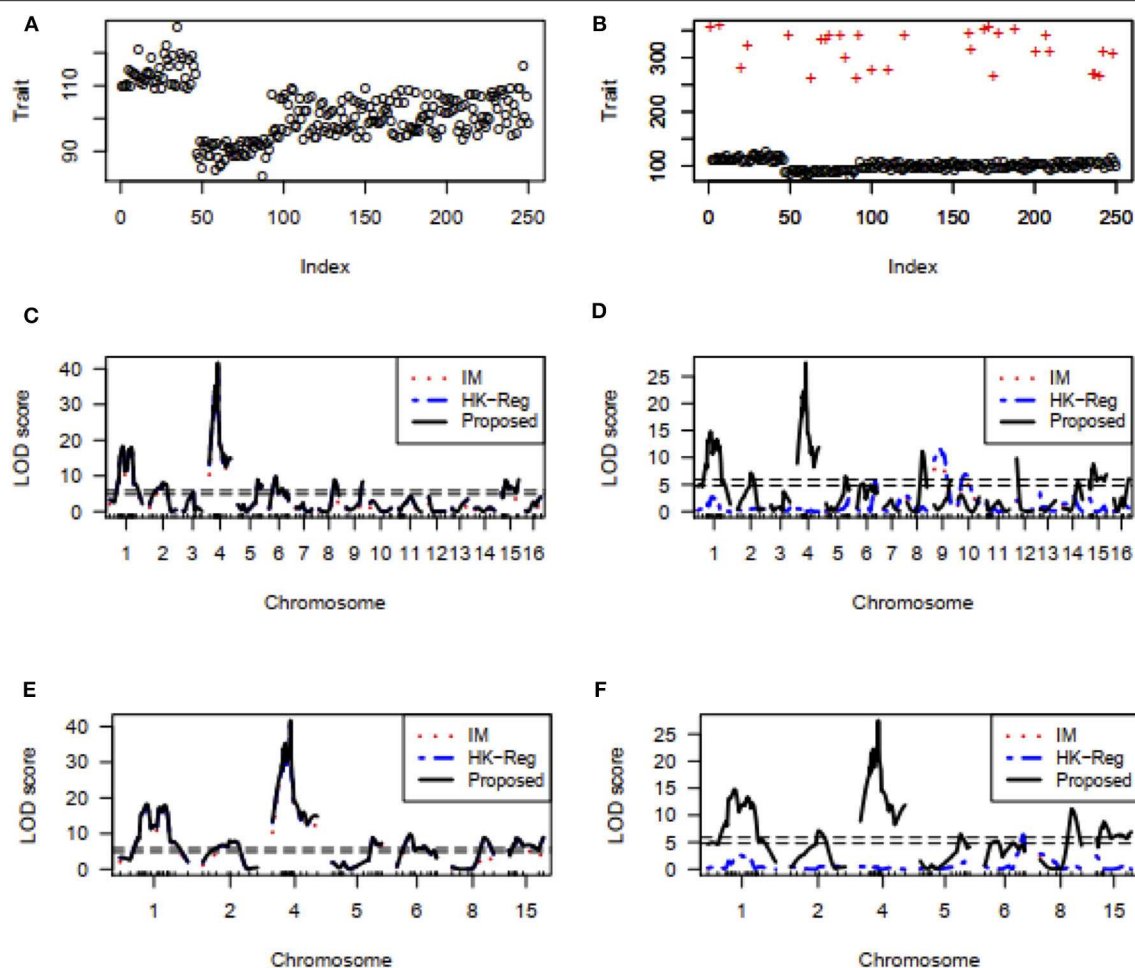 A
Trait
110
90
0 50 100 150 200 250
Index
B
Trait
300
200
100
0 50 100 150 200 250
Index
C
LOD score
40
30
20
10
0
IM
HK-Reg
Proposed
1 2 3 4 5 6 7 8 9 10 11 12 13 14 15 16
Chromosome
D
LOD score
25
20
15
10
5
0
IM
HK-Reg
Proposed
1 2 3 4 5 6 7 8 9 10 11 12 13 14 15 16
Chromosome
E
LOD score
40
30
20
10
0
IM
HK-Reg
Proposed
1 2 4 5 6 8 15
Chromosome
F
LOD score
25
20
15
10
5
0
IM
HK-Reg
Proposed
1 2 4 5 6 8 15
Chromosome